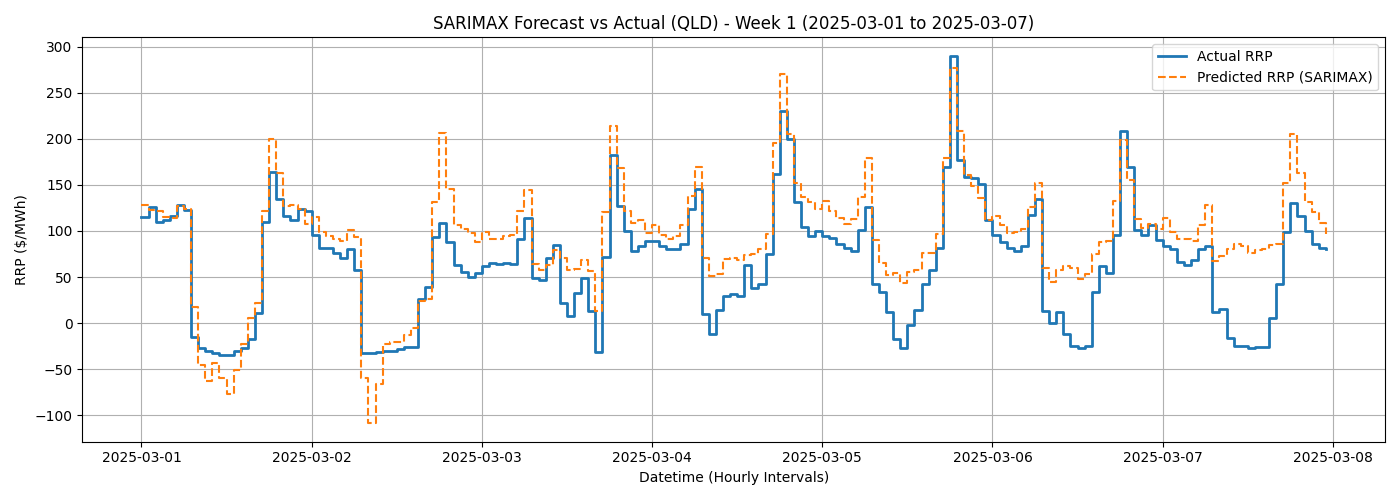 SARIMAX Forecast vs Actual (QLD) - Week 1 (2025-03-01 to 2025-03-07)
RRP ($/MWh)
300
250
200
150
100
50
0
−50
−100
Actual RRP
Predicted RRP (SARIMAX)
2025-03-01 2025-03-02 2025-03-03 2025-03-04 2025-03-05 2025-03-06 2025-03-07 2025-03-08
Datetime (Hourly Intervals)